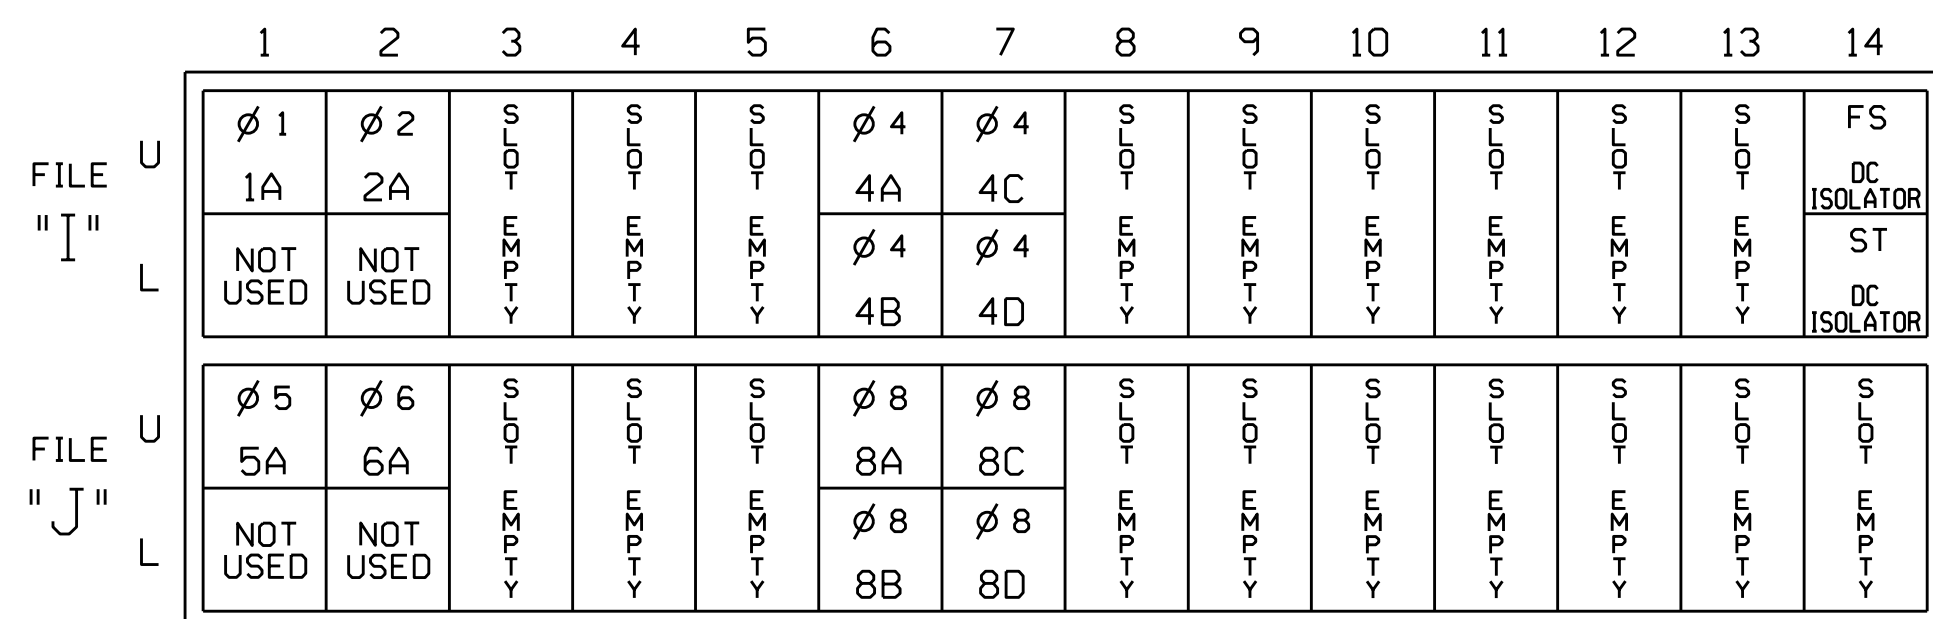 1 2 3 4 5 6 7 8 9 10 11 12 13 14
FILE "I"
U
L
Ø 1
1A
NOT USED
Ø 2
2A
NOT USED
SLOT EMPTY
SLOT EMPTY
SLOT EMPTY
Ø 4
4A
Ø 4
4B
Ø 4
4C
Ø 4
4D
SLOT EMPTY
SLOT EMPTY
SLOT EMPTY
SLOT EMPTY
SLOT EMPTY
SLOT EMPTY
FS
DC
ISOLATOR
ST
DC
ISOLATOR
FILE "J"
U
L
Ø 5
5A
NOT USED
Ø 6
6A
NOT USED
SLOT EMPTY
SLOT EMPTY
SLOT EMPTY
Ø 8
8A
Ø 8
8B
Ø 8
8C
Ø 8
8D
SLOT EMPTY
SLOT EMPTY
SLOT EMPTY
SLOT EMPTY
SLOT EMPTY
SLOT EMPTY
SLOT EMPTY